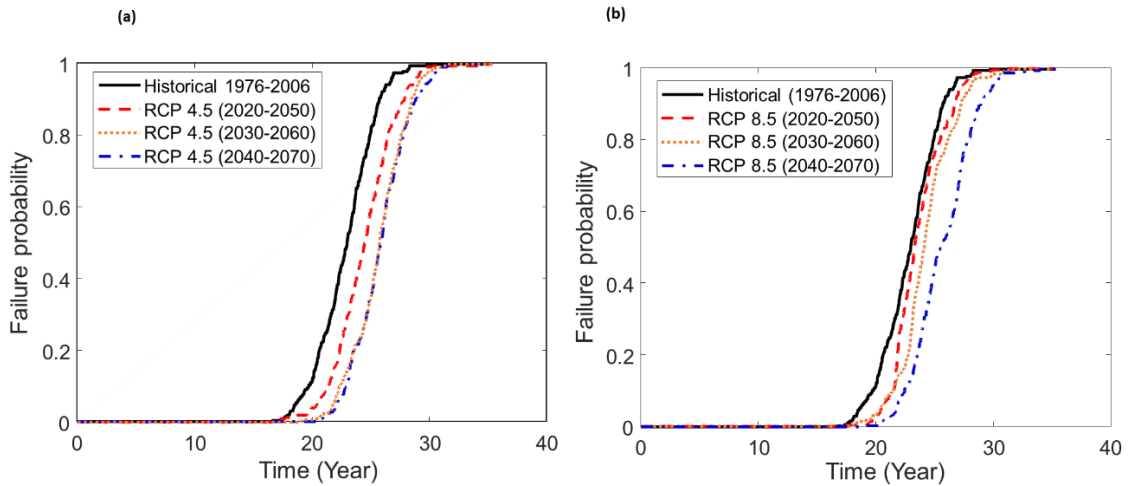 (a)
Failure probability
1
0.8
0.6
0.4
0.2
0
Historical 1976-2006
RCP 4.5 (2020-2050)
RCP 4.5 (2030-2060)
RCP 4.5 (2040-2070)
0 10 20 30 40
Time (Year)
(b)
Failure probability
1
0.8
0.6
0.4
0.2
0
Historical (1976-2006)
RCP 8.5 (2020-2050)
RCP 8.5 (2030-2060)
RCP 8.5 (2040-2070)
0 10 20 30 40
Time (Year)